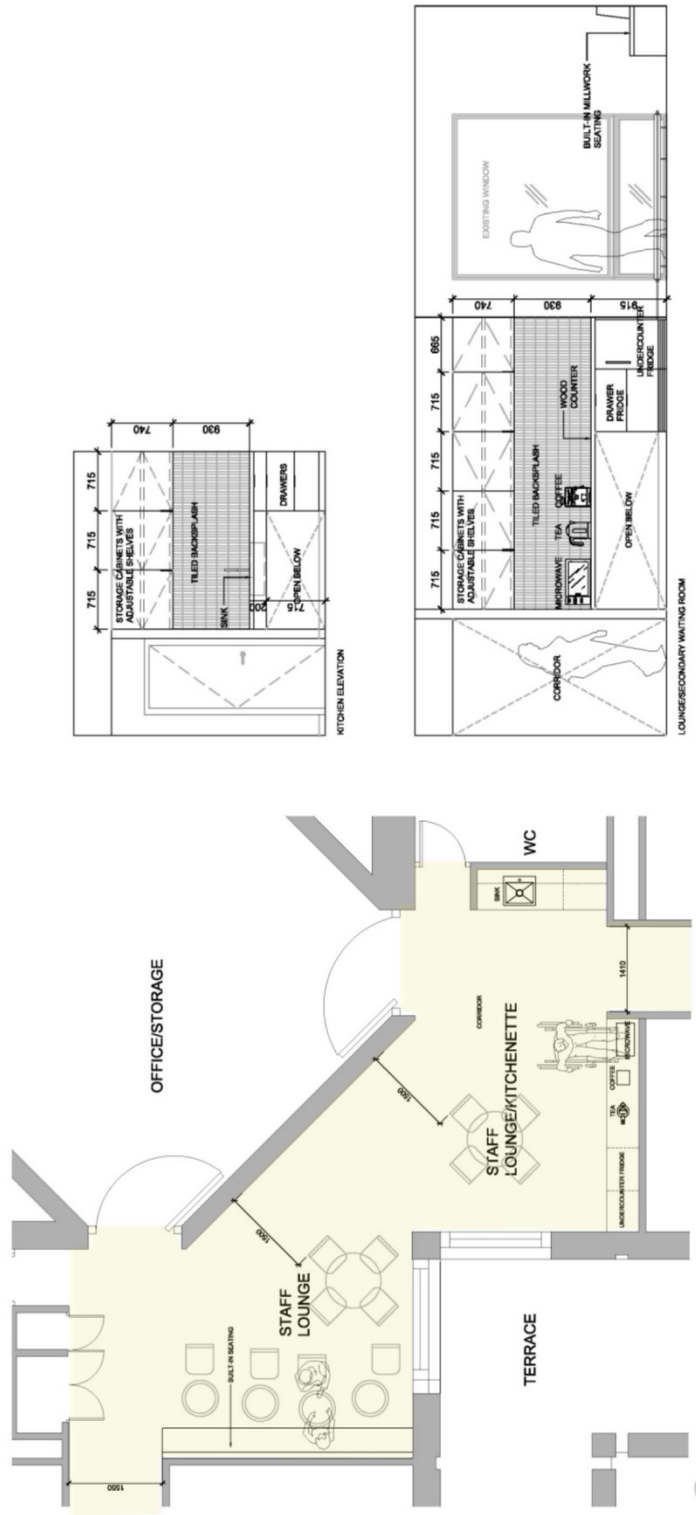 OFFICE/STORAGE
1550
BUILT-IN SEATING
STAFF
LOUNGE
1500
1500
STAFF
LOUNGE/KITCHENETTE
CORRIDOR
SINK
WC
TERRACE
UNDERCOUNTER FRIDGE
TEA
COFFEE
MICROWAVE
1410
715
715
715
740
930
STORAGE CABINETS WITH
ADJUSTABLE SHELVES
TILED BACKSPLASH
SINK
200
715
OPEN BELOW
DRAWERS
KITCHEN ELEVATION
715
715
715
715
665
740
930
915
STORAGE CABINETS WITH
ADJUSTABLE SHELVES
TILED BACKSPLASH
MICROWAVE
TEA
COFFEE
WOOD
COUNTER
CORRIDOR
OPEN BELOW
DRAWER
FRIDGE
UNDERCOUNTER
FRIDGE
EXISTING WINDOW
BUILT-IN MILLWORK
SEATING
LOUNGE/SECONDARY WAITING ROOM